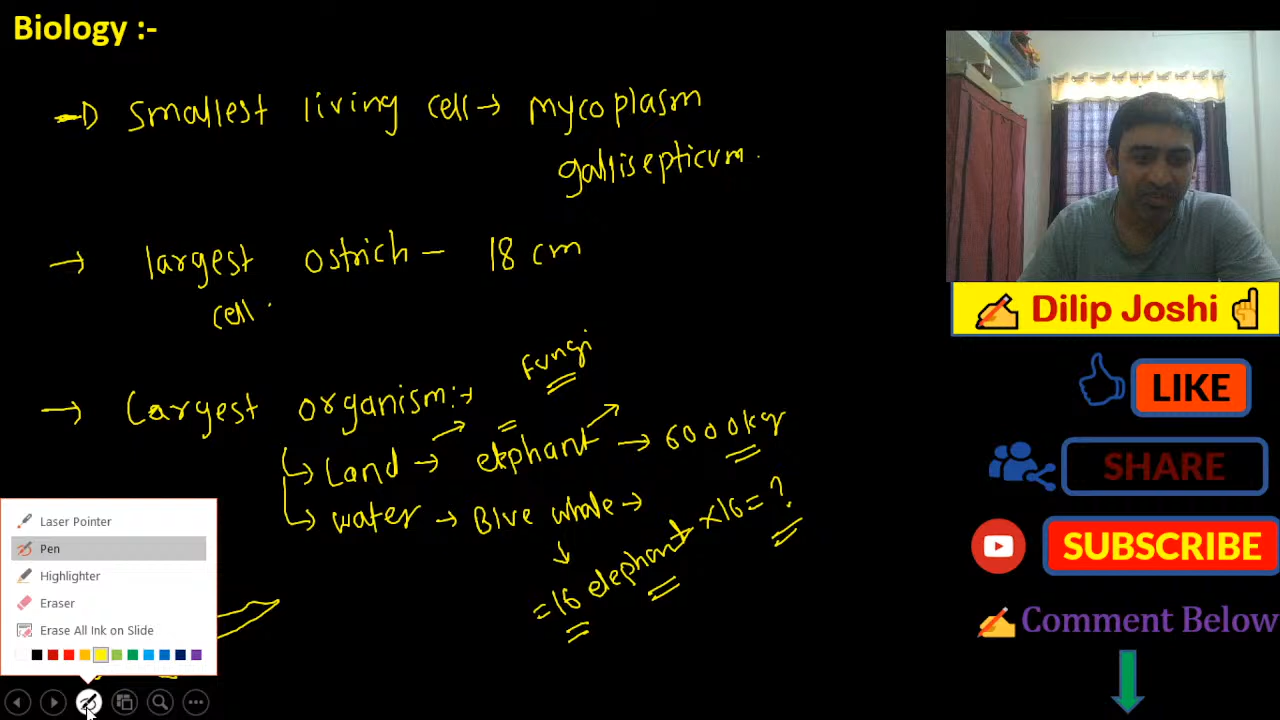 Biology :-
→ smallest living cell → mycoplasm
gallisepticum.
→ largest ostrich – 18 cm
cell.
Fungi
→ Largest organism:→
→ Land → elephant → 6000kgr
→ water → Blue whale →
= 16 elephant x16 = ?
Dilip Joshi
LIKE
SHARE
SUBSCRIBE
Comment Below
Laser Pointer
Pen
Highlighter
Eraser
Erase All Ink on Slide